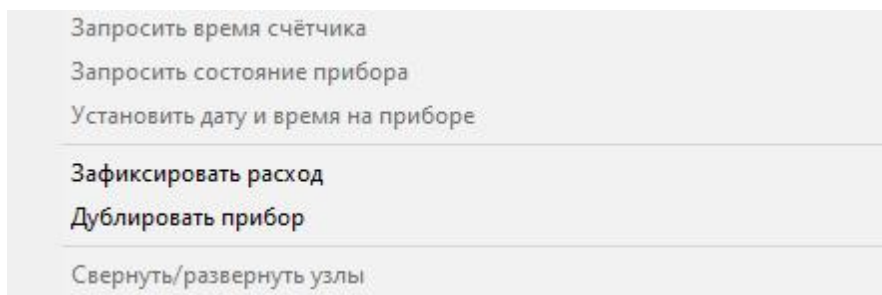 Запросить время счётчика
Запросить состояние прибора
Установить дату и время на приборе
Зафиксировать расход
Дублировать прибор
Свернуть/развернуть узлы